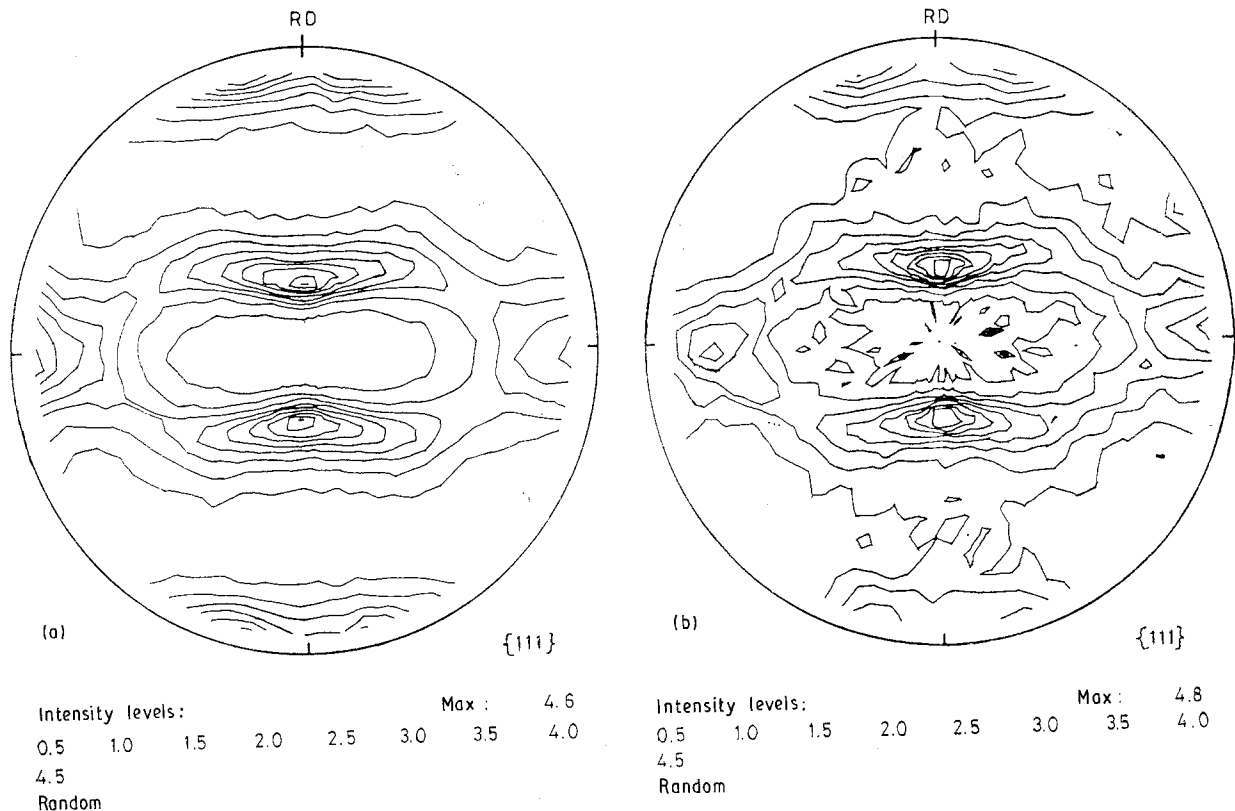 RD
(a)
{111}
Intensity levels: Max : 4.6
0.5 1.0 1.5 2.0 2.5 3.0 3.5 4.0
4.5
Random
RD
(b)
{111}
Intensity levels: Max : 4.8
0.5 1.0 1.5 2.0 2.5 3.0 3.5 4.0
4.5
Random